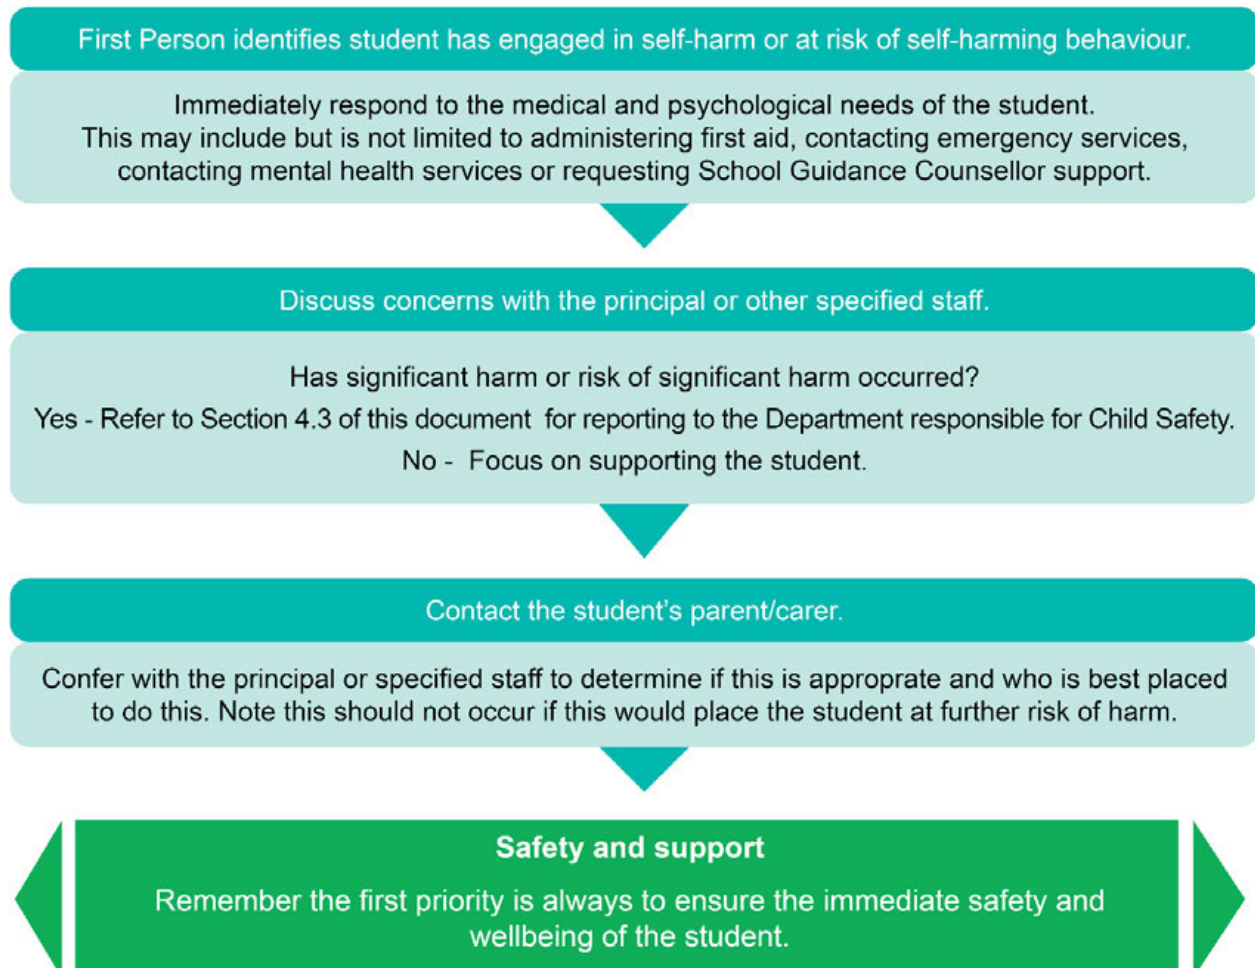 First Person identifies student has engaged in self-harm or at risk of self-harming behaviour.
Immediately respond to the medical and psychological needs of the student.
This may include but is not limited to administering first aid, contacting emergency services,
contacting mental health services or requesting School Guidance Counsellor support.
Discuss concerns with the principal or other specified staff.
Has significant harm or risk of significant harm occurred?
Yes - Refer to Section 4.3 of this document for reporting to the Department responsible for Child Safety.
No - Focus on supporting the student.
Contact the student's parent/carer.
Confer with the principal or specified staff to determine if this is approprate and who is best placed
to do this. Note this should not occur if this would place the student at further risk of harm.
Safety and support
Remember the first priority is always to ensure the immediate safety and
wellbeing of the student.